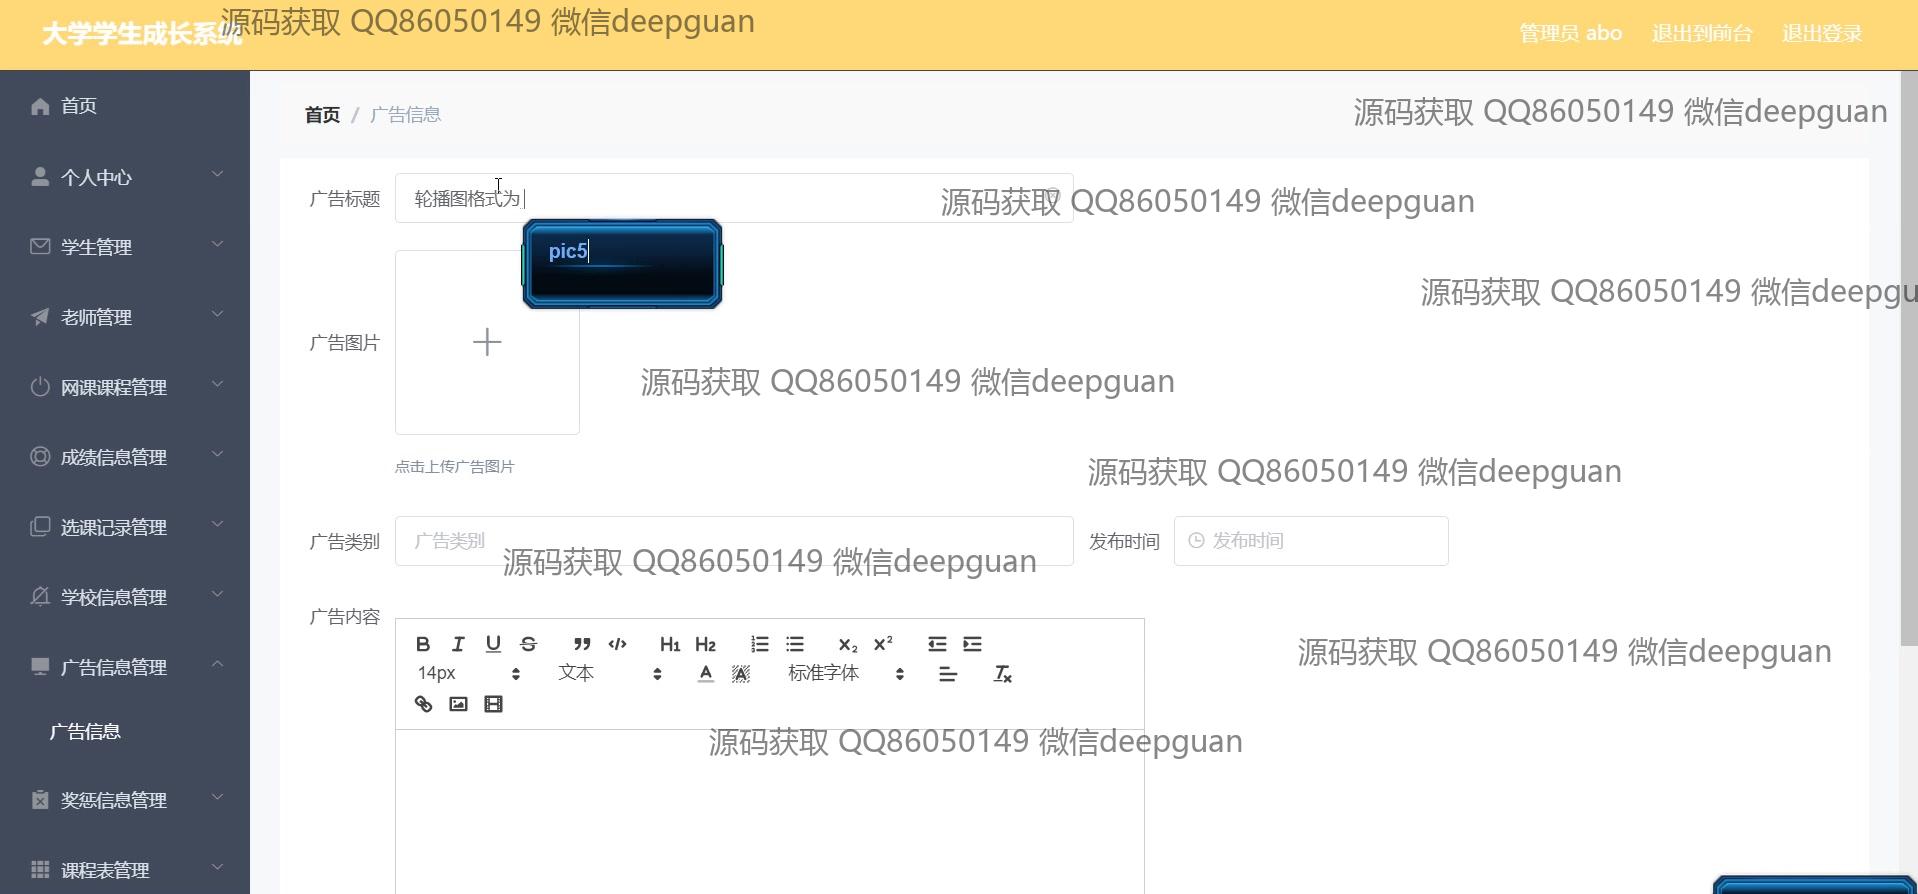 大学学生成长系统
源码获取 QQ86050149 微信deepguan
管理员 abo
退出到前台
退出登录
首页
个人中心
学生管理
老师管理
网课课程管理
成绩信息管理
选课记录管理
学校信息管理
广告信息管理
广告信息
奖惩信息管理
课程表管理
首页 / 广告信息
源码获取 QQ86050149 微信deepguan
广告标题
轮播图格式为
源码获取 QQ86050149 微信deepguan
pic5
源码获取 QQ86050149 微信deepgu
广告图片
源码获取 QQ86050149 微信deepguan
点击上传广告图片
源码获取 QQ86050149 微信deepguan
广告类别
广告类别
发布时间
发布时间
源码获取 QQ86050149 微信deepguan
广告内容
B I U S H1 H2 X2 X2
源码获取 QQ86050149 微信deepguan
14px 文本 A A 标准字体 Tx
源码获取 QQ86050149 微信deepguan